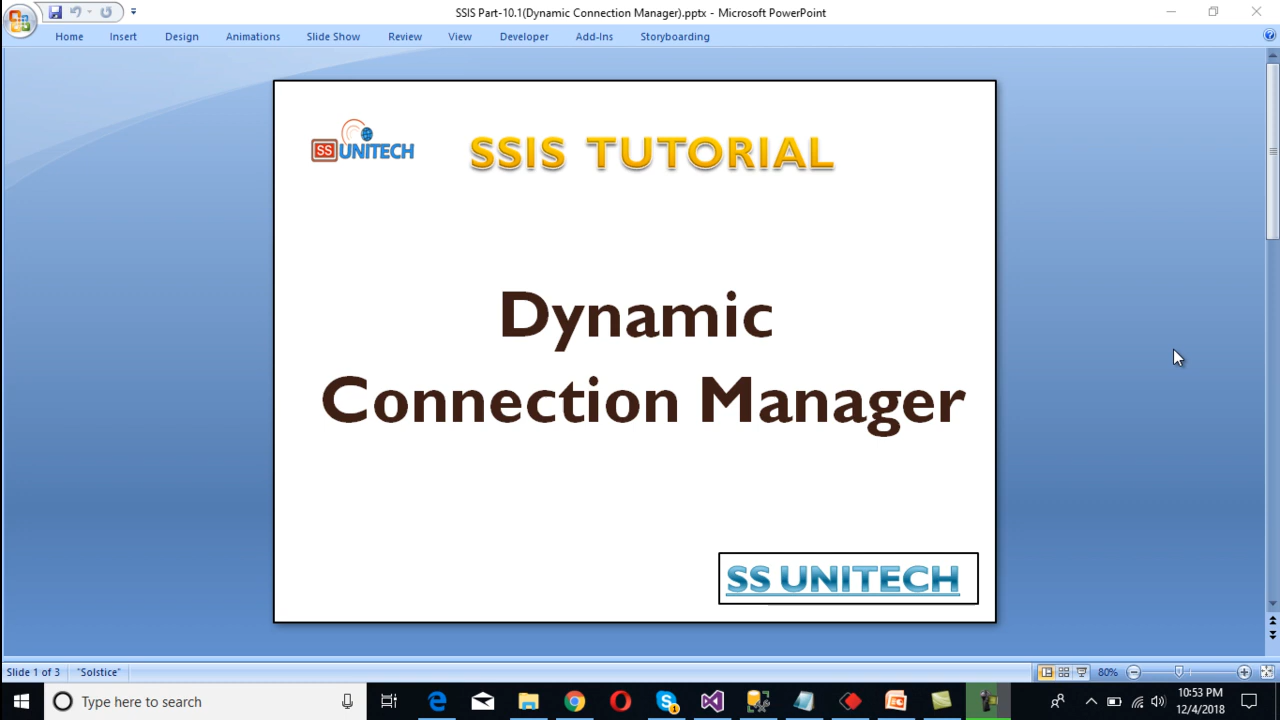 SSIS Part-10.1(Dynamic Connection Manager).pptx - Microsoft PowerPoint
Home Insert Design Animations Slide Show Review View Developer Add-Ins Storyboarding
SS UNITECH
SSIS TUTORIAL
Dynamic
Connection Manager
SS UNITECH
Slide 1 of 3 "Solstice" 80%
Type here to search
10:53 PM
12/4/2018